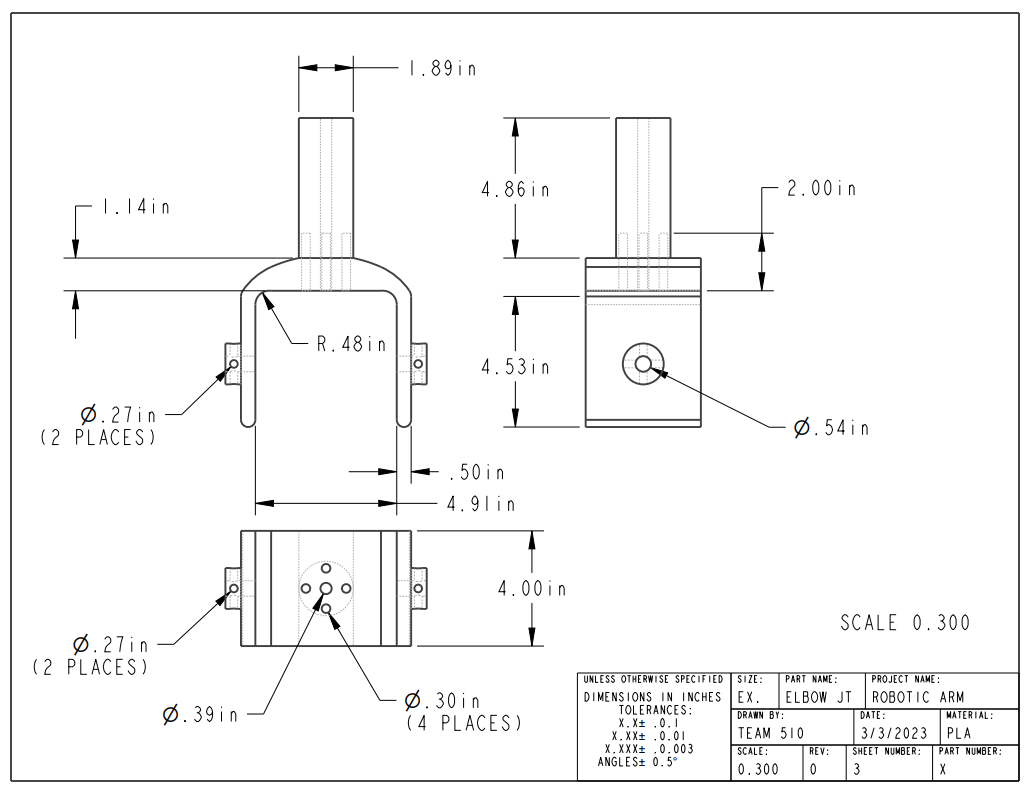 1.89in
4.86in
2.00in
1.14in
R.48in
4.53in
Ø.27in
(2 PLACES)
Ø.54in
.50in
4.91in
4.00in
SCALE 0.300
Ø.27in
(2 PLACES)
Ø.39in
Ø.30in
(4 PLACES)
UNLESS OTHERWISE SPECIFIED
DIMENSIONS IN INCHES
TOLERANCES:
X.X± .0.1
X.XX± .0.01
X.XXX± .0.003
ANGLES± 0.5°
SIZE:
EX.
PART NAME:
ELBOW JT
PROJECT NAME:
ROBOTIC ARM
DRAWN BY:
TEAM 510
DATE:
3/3/2023
MATERIAL:
PLA
SCALE:
0.300
REV:
0
SHEET NUMBER:
3
PART NUMBER:
X